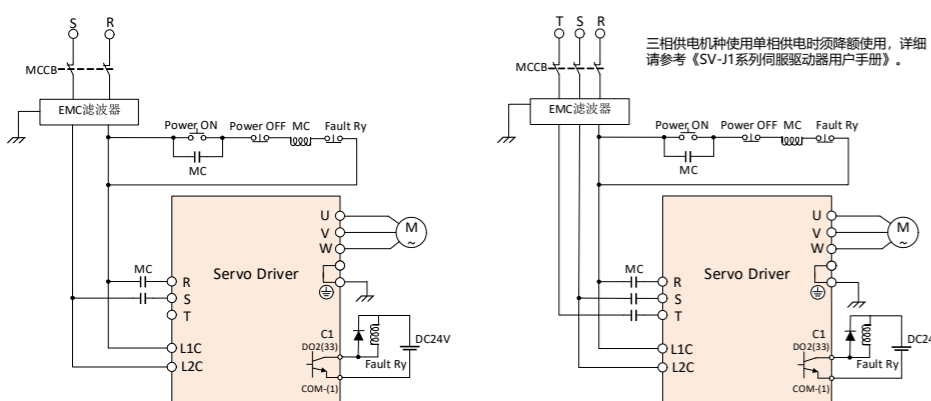 S R
MCCB
EMC滤波器
Power ON Power OFF MC Fault Ry
MC
U
V
W
M
~
MC
R
Servo Driver
S
T
C1
L1C
DO2(33)
DC24V
L2C
Fault Ry
COM-(1)
T S R
三相供电机种使用单相供电时须降额使用，详细
请参考《SV-J1系列伺服驱动器用户手册》。
MCCB
EMC滤波器
Power ON Power OFF MC Fault Ry
MC
U
V
W
M
~
MC
R
Servo Driver
S
T
C1
L1C
DO2(33)
DC24
L2C
Fault Ry
COM-(1)